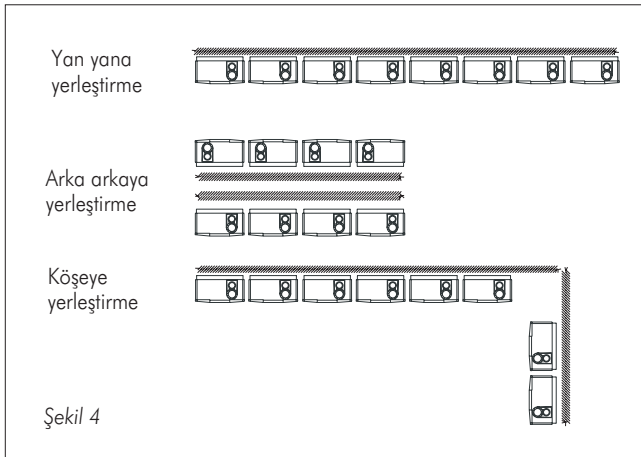 Yan yana
yerleştirme
Arka arkaya
yerleştirme
Köşeye
yerleştirme
Şekil 4